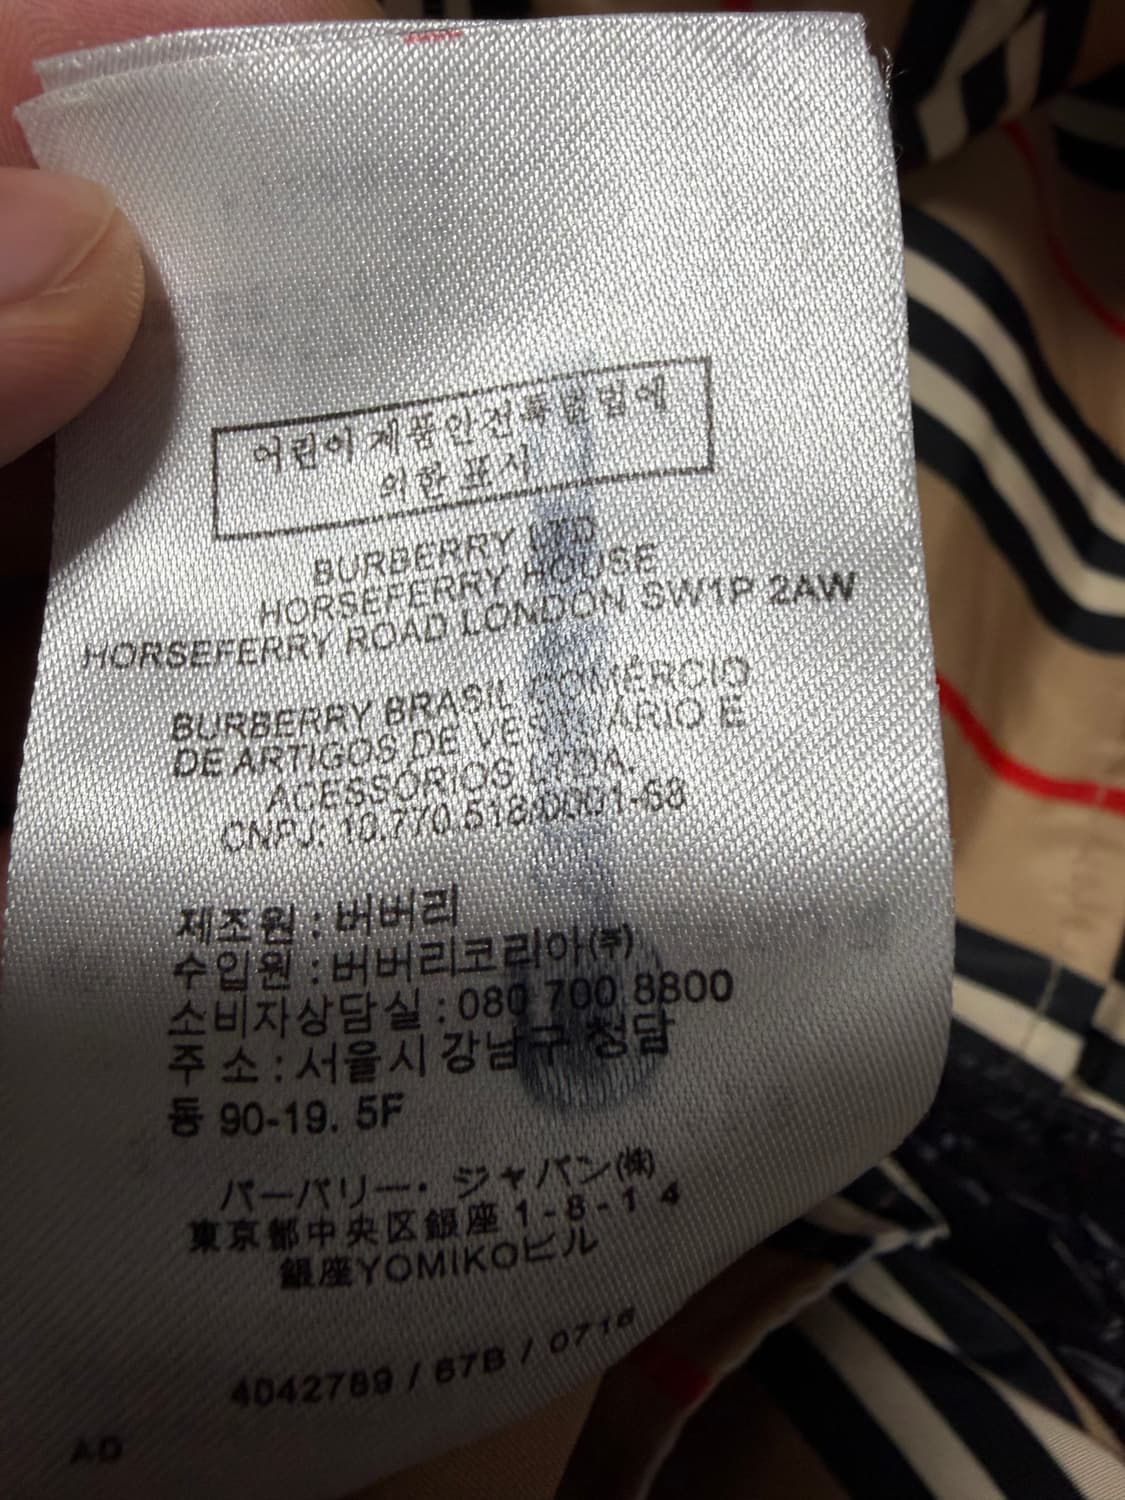 어린이 제품안전특별법에
의한 표시
BURBERRY LTD
HORSEFERRY HOUSE
HORSEFERRY ROAD LONDON SW1P 2AW
BURBERRY BRASIL COMÉRCIO
DE ARTIGOS DE VESTUÁRIO E
ACESSÓRIOS LTDA.
CNPJ: 10.770.518/0001-68
제조원 : 버버리
수입원 : 버버리코리아(주)
소비자상담실 : 080 700 8800
주 소 : 서울시 강남구 청담
동 90-19. 5F
バーバリー・ジャパン(株)
東京都中央区銀座 1-8-14
銀座YOMIKOビル
4042789 / 67B /
AD